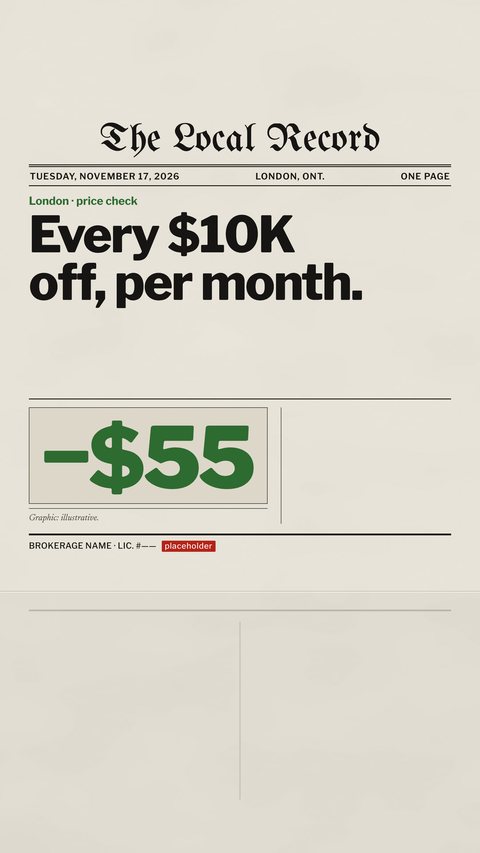 The Local Record
TUESDAY, NOVEMBER 17, 2026 LONDON, ONT. ONE PAGE
London · price check
Every $10K
off, per month.
–$55
Graphic: illustrative.
BROKERAGE NAME · LIC. #—— placeholder